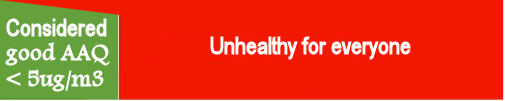 Considered
good AAQ
< 5ug/m3
Unhealthy for everyone